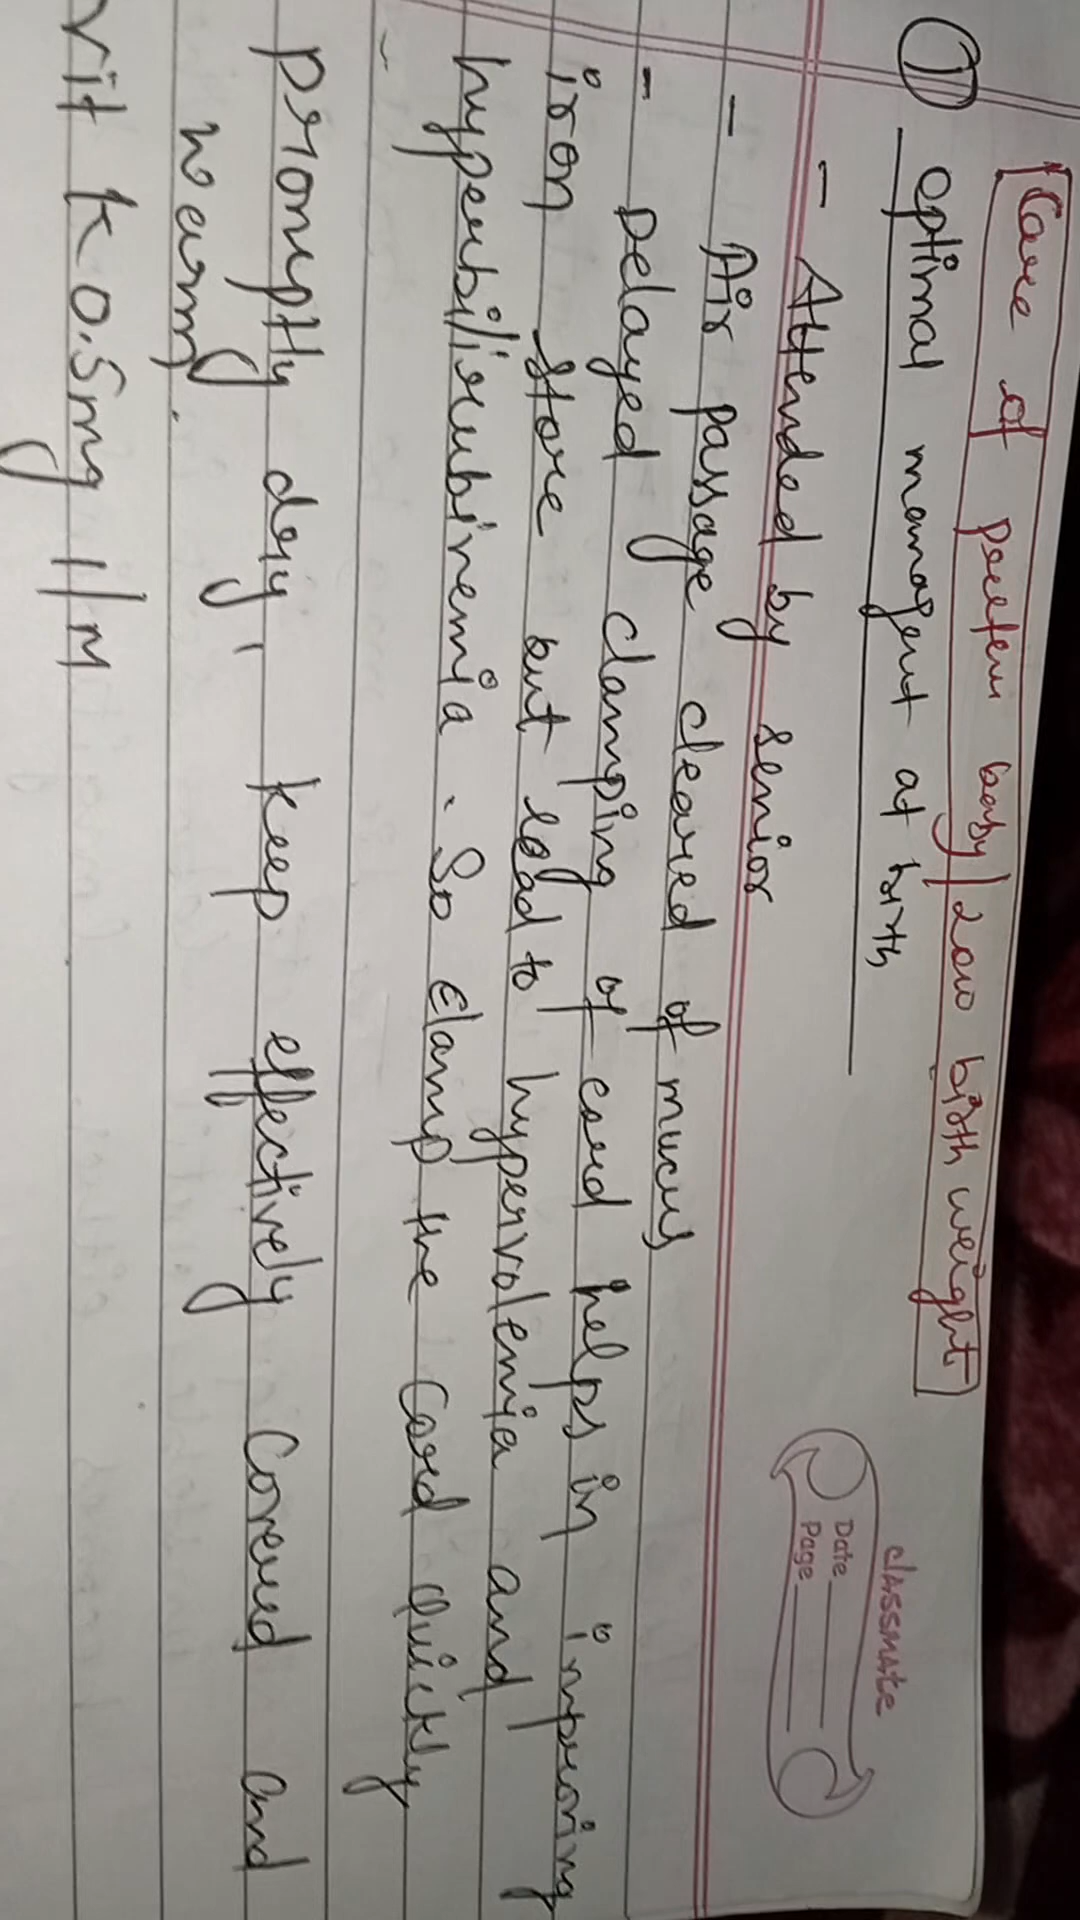 classmate
Date
Page
Care of preterm baby / Low birth weight
① optimal managent at birth
- Attended by senior
- Air passage cleared of mucus
- Delayed clamping of cord helps in improving
iron store but lead to hypervolemia and
hyperbilirubinemia. So clamp the Cord Quickly
- Promptly dry, keep effectively Covered and
warm.
Vit K 0.5mg I/M